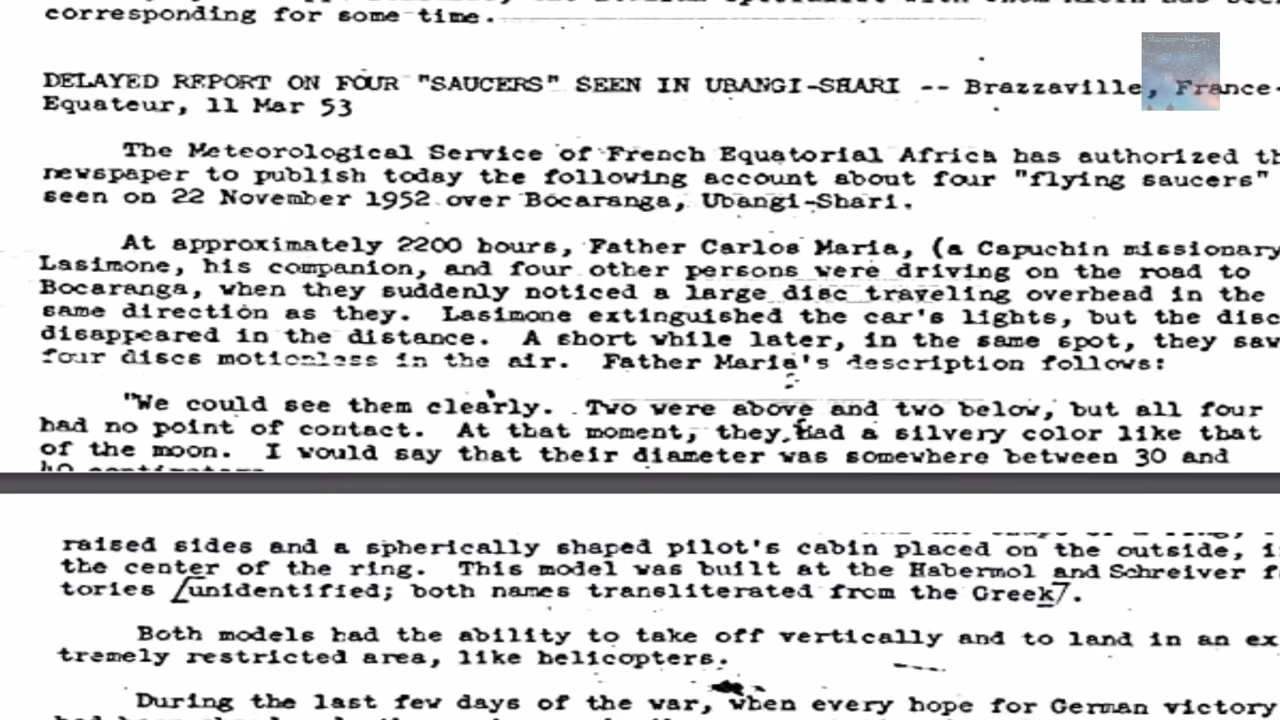 corresponding for some time.
DELAYED REPORT ON FOUR "SAUCERS" SEEN IN UBANGI-SHARI -- Brazzaville, France-
Equateur, 11 Mar 53
The Meteorological Service of French Equatorial Africa has authorized th
newspaper to publish today the following account about four "flying saucers"
seen on 22 November 1952 over Bocaranga, Ubangi-Shari.
At approximately 2200 hours, Father Carlos Maria, (a Capuchin missionary
Lasimone, his companion, and four other persons were driving on the road to
Bocaranga, when they suddenly noticed a large disc traveling overhead in the
same direction as they. Lasimone extinguished the car's lights, but the disc
disappeared in the distance. A short while later, in the same spot, they saw
four discs motionless in the air. Father Maria's description follows:
"We could see them clearly. Two were above and two below, but all four
had no point of contact. At that moment, they had a silvery color like that
of the moon. I would say that their diameter was somewhere between 30 and
raised sides and a spherically shaped pilot's cabin placed on the outside, i
the center of the ring. This model was built at the Habermol and Schreiver f
tories [unidentified; both names transliterated from the Greek].
Both models had the ability to take off vertically and to land in an ex
tremely restricted area, like helicopters.
During the last few days of the war, when every hope for German victory